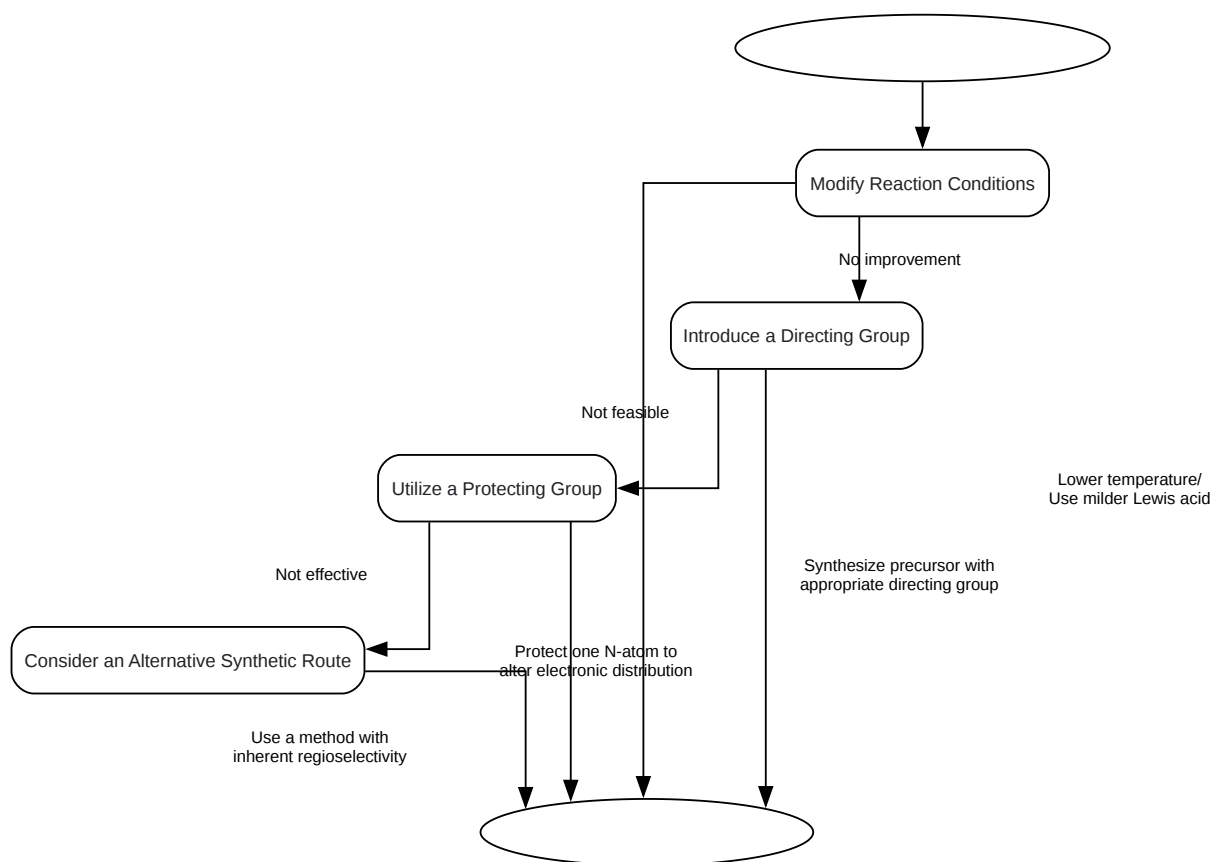 Modify Reaction Conditions
No improvement
Introduce a Directing Group
Not feasible
Utilize a Protecting Group
Lower temperature/
Use milder Lewis acid
Synthesize precursor with
appropriate directing group
Not effective
Consider an Alternative Synthetic Route
Protect one N-atom to
alter electronic distribution
Use a method with
inherent regioselectivity